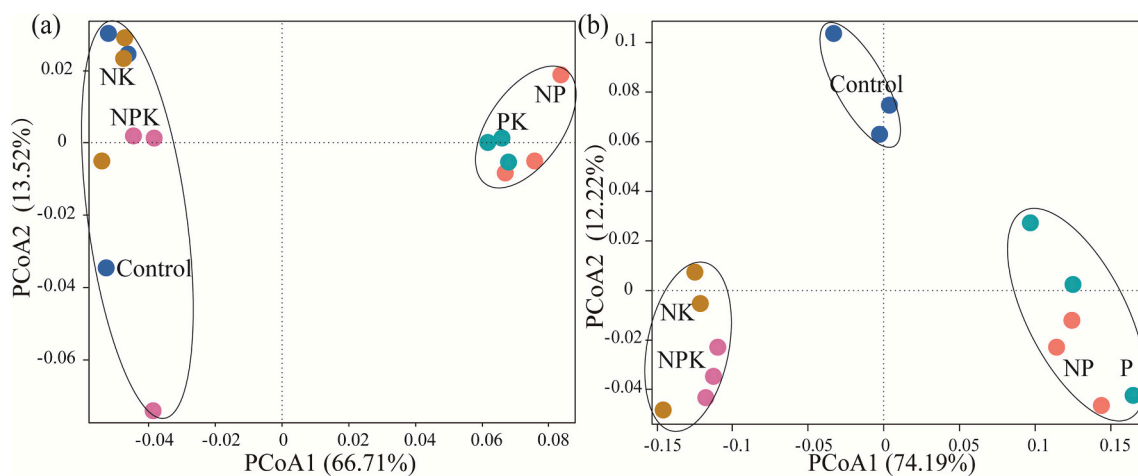 (a)
0.02
0
-0.02
-0.04
-0.06
PCoA2 (13.52%)
NK
NPK
Control
NP
PK
-0.04
-0.02
0
0.02
0.04
0.06
0.08
PCoA1 (66.71%)
(b)
0.1
0.08
0.06
0.04
0.02
0
-0.02
-0.04
PCoA2 (12.22%)
Control
NK
NPK
NP P
-0.15
-0.1
-0.05
0
0.05
0.1
0.15
PCoA1 (74.19%)